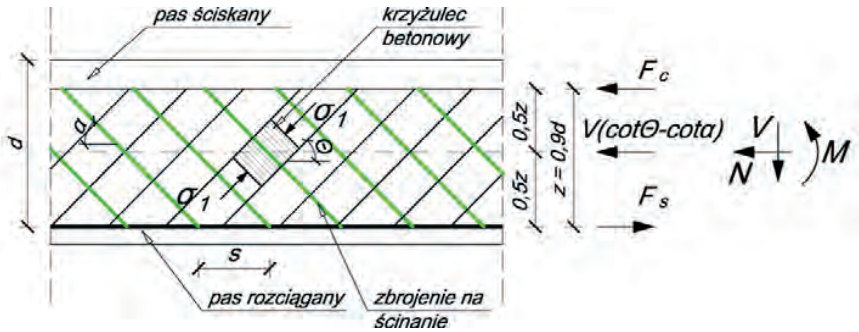 pas ściskany
krzyżulec
betonowy
d
α
σ1
Θ
σ1
s
pas rozciągany
zbrojenie na
ścinanie
0,5z
0,5z
z = 0,9d
Fc
V(cotΘ-cotα)
Fs
V
N
M